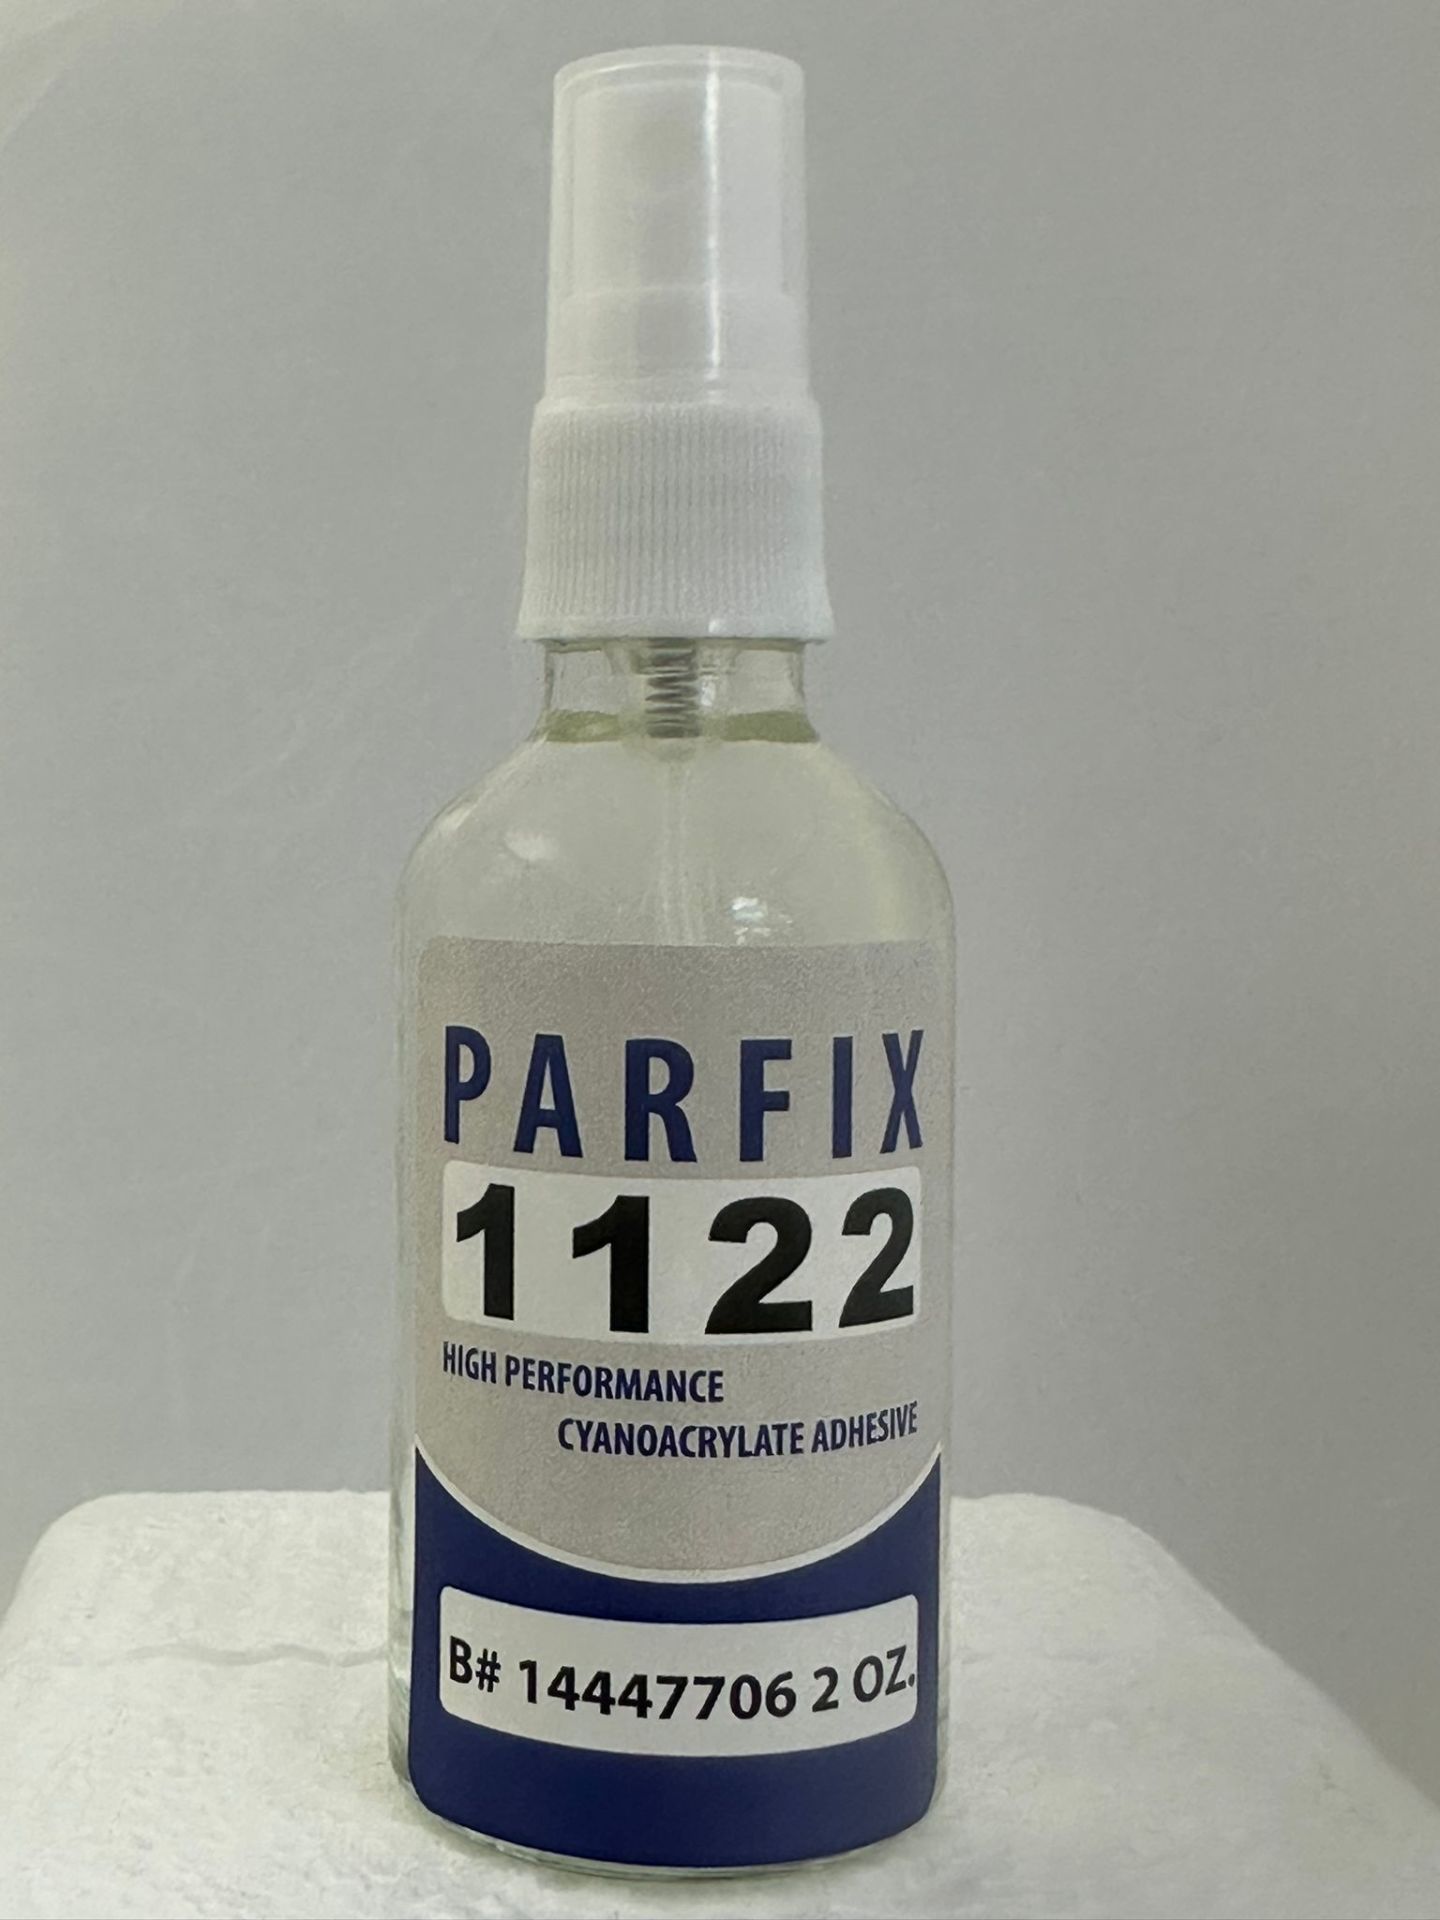 PARFIX
1122
HIGH PERFORMANCE
CYANOACRYLATE ADHESIVE
B# 14447706 2 OZ.